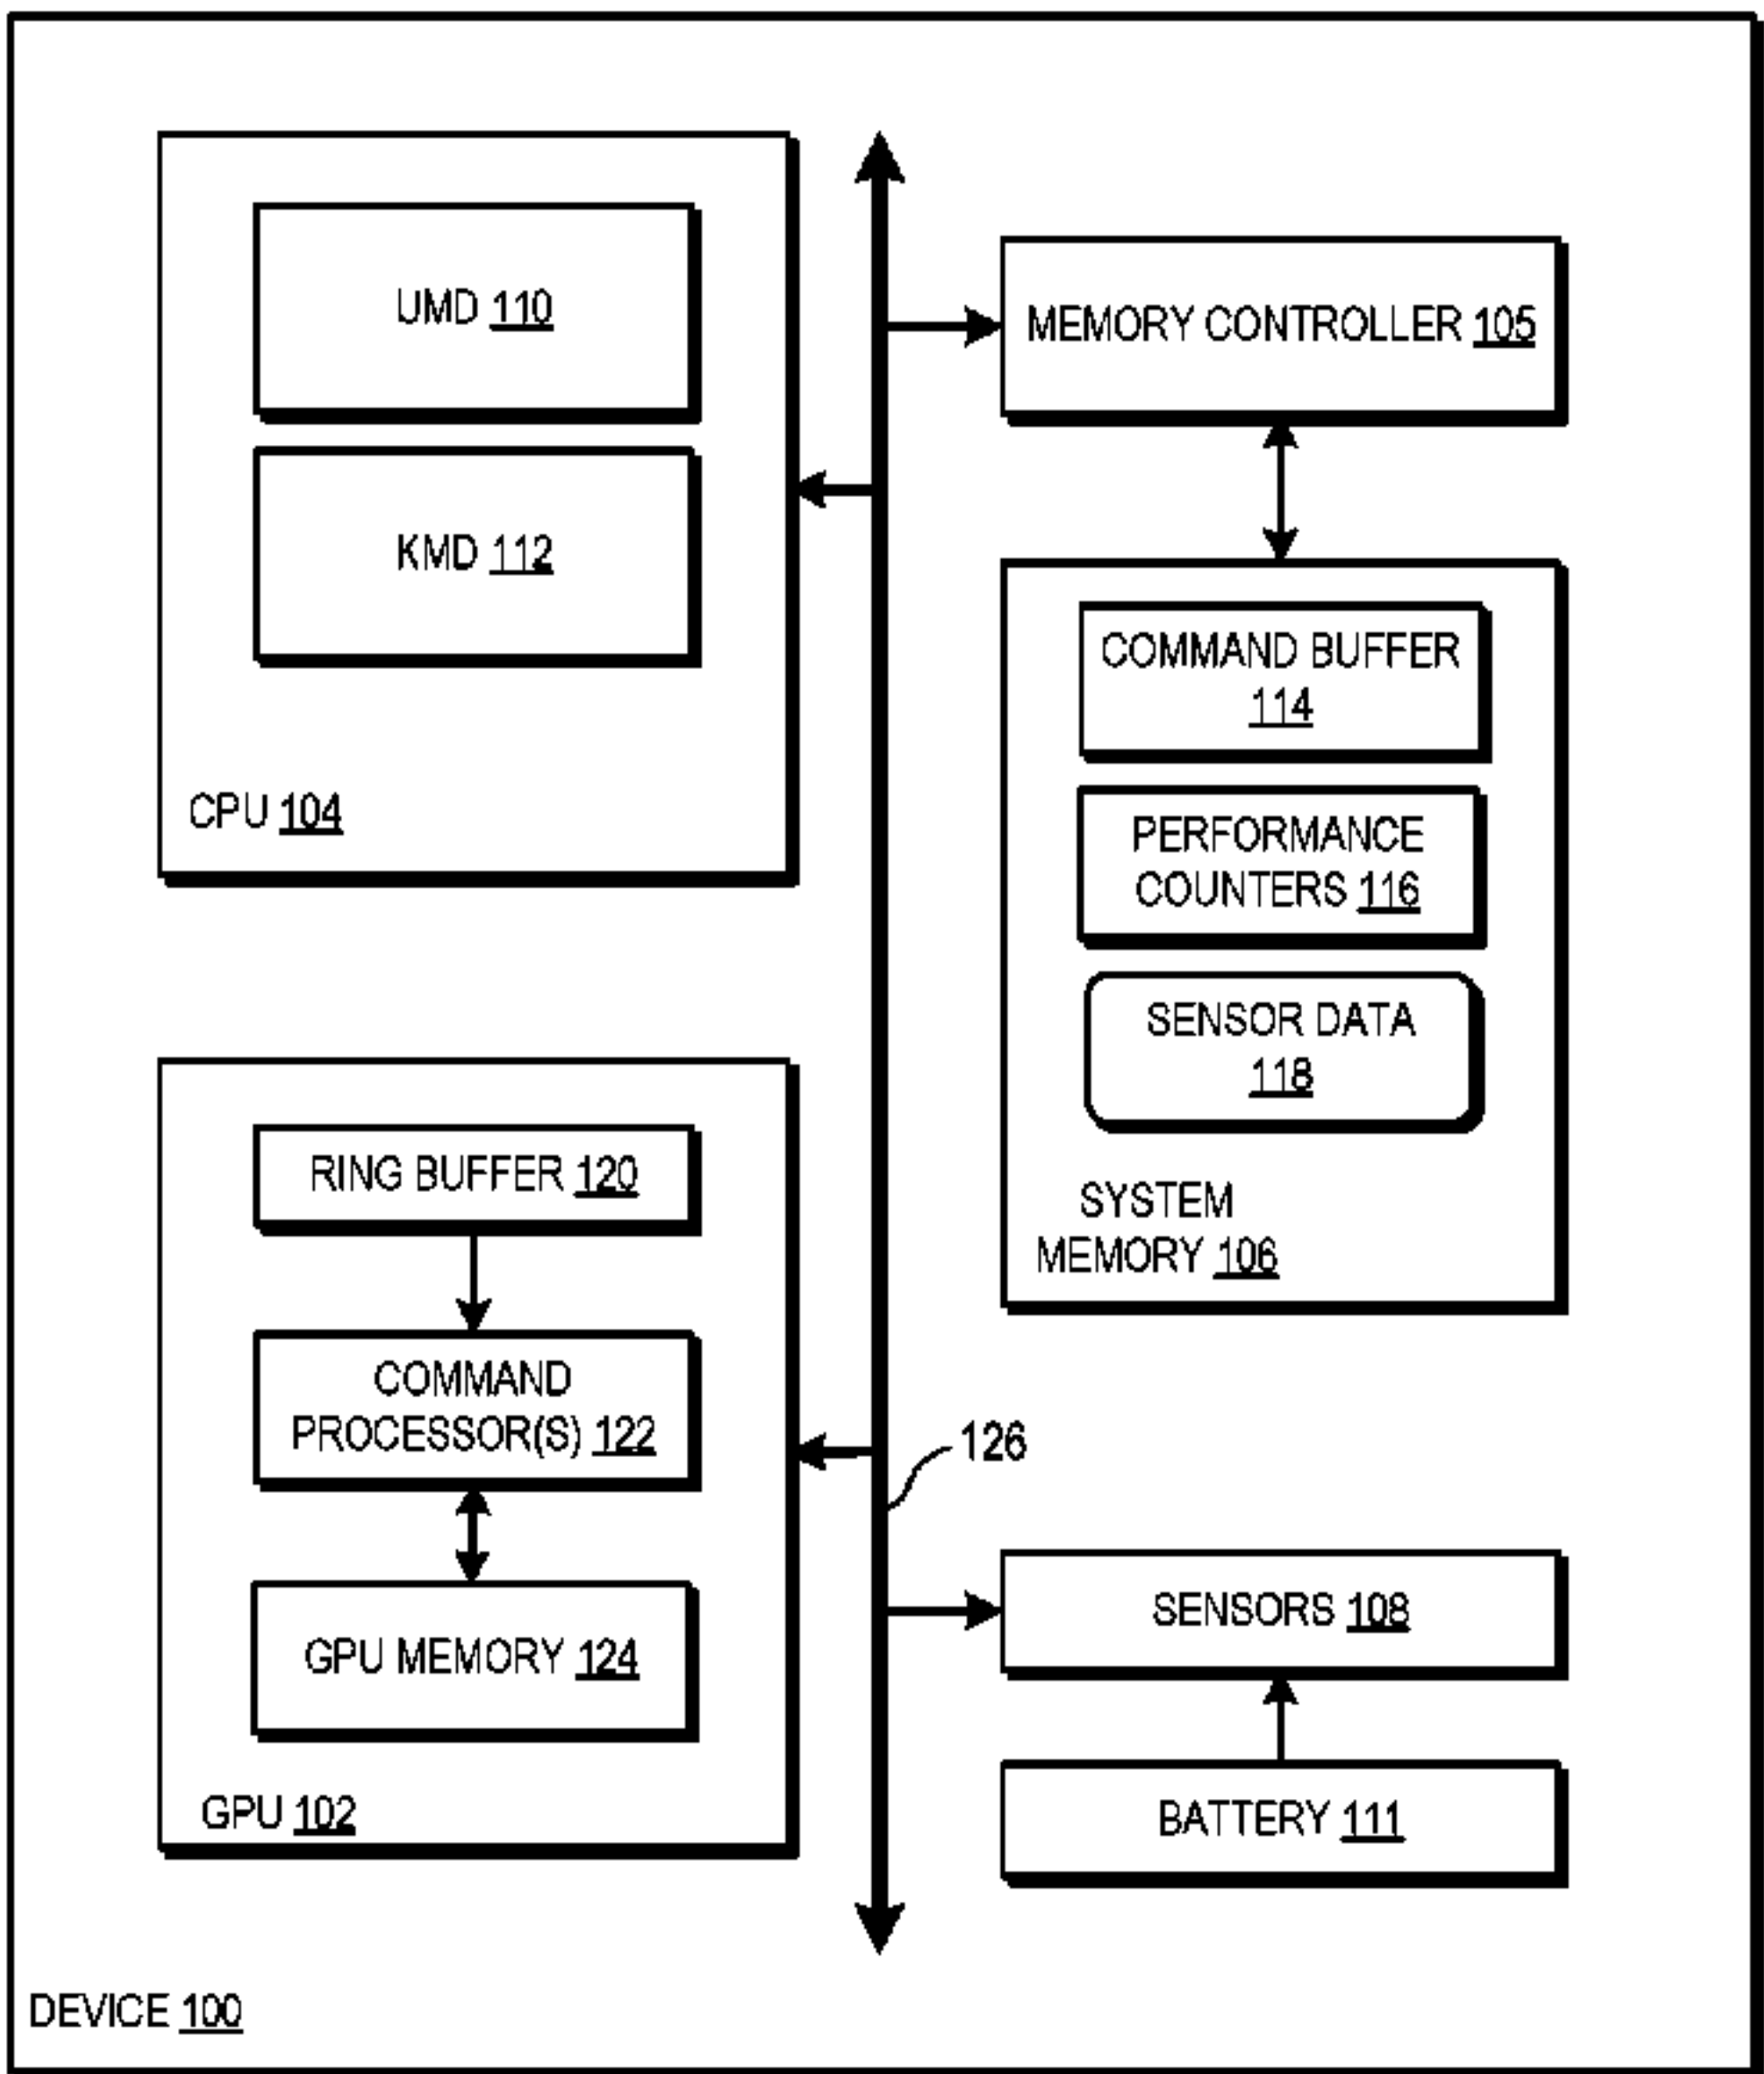 UMD 110
KMD 112
CPU 104
MEMORY CONTROLLER 105
COMMAND BUFFER
114
PERFORMANCE
COUNTERS 116
SENSOR DATA
118
SYSTEM
MEMORY 106
RING BUFFER 120
COMMAND
PROCESSOR(S) 122
GPU MEMORY 124
GPU 102
126
SENSORS 108
BATTERY 111
DEVICE 100